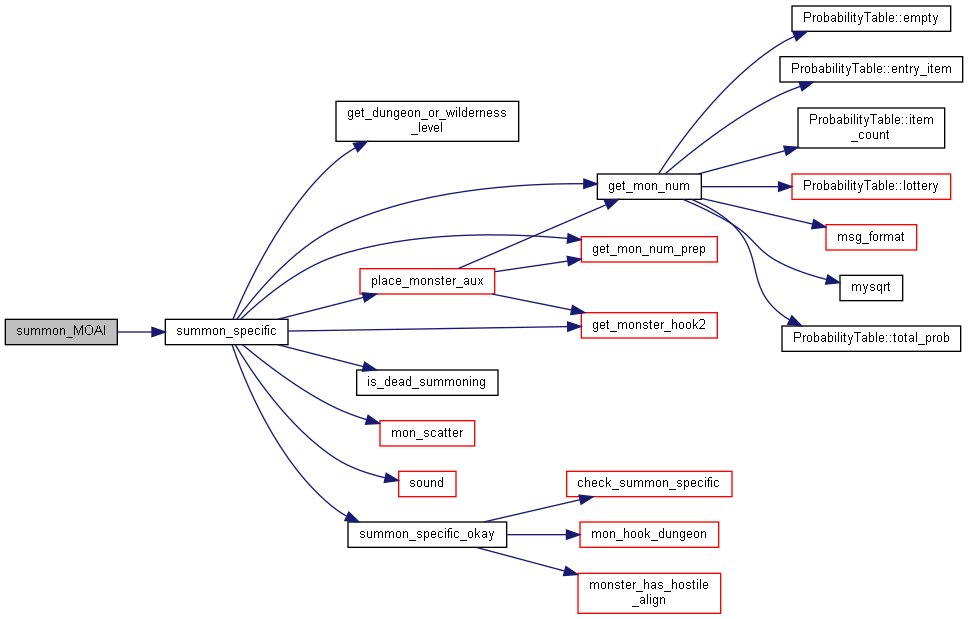 summon_MOAI
summon_specific
get_dungeon_or_wilderness
_level
place_monster_aux
is_dead_summoning
mon_scatter
sound
summon_specific_okay
get_mon_num
get_mon_num_prep
get_monster_hook2
check_summon_specific
mon_hook_dungeon
monster_has_hostile
_align
ProbabilityTable::empty
ProbabilityTable::entry_item
ProbabilityTable::item
_count
ProbabilityTable::lottery
msg_format
mysqrt
ProbabilityTable::total_prob